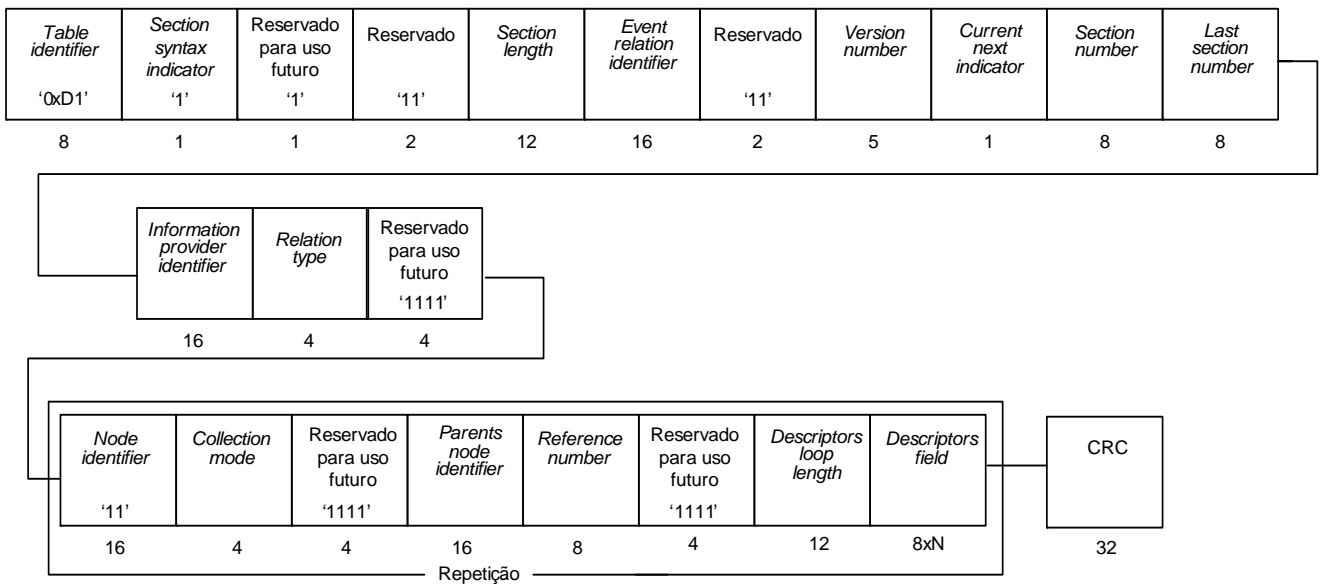 Table identifier '0xD1'
Section syntax indicator '1'
Reservado para uso futuro '1'
Reservado '11'
Section length
Event relation identifier
Reservado '11'
Version number
Current next indicator
Section number
Last section number
8 1 1 2 12 16 2 5 1 8 8
Information provider identifier
Relation type
Reservado para uso futuro '1111'
16 4 4
Node identifier '11'
Collection mode
Reservado para uso futuro '1111'
Parents node identifier
Reference number
Reservado para uso futuro '1111'
Descriptors loop length
Descriptors field
CRC
16 4 4 16 8 4 12 8xN 32
Repetição